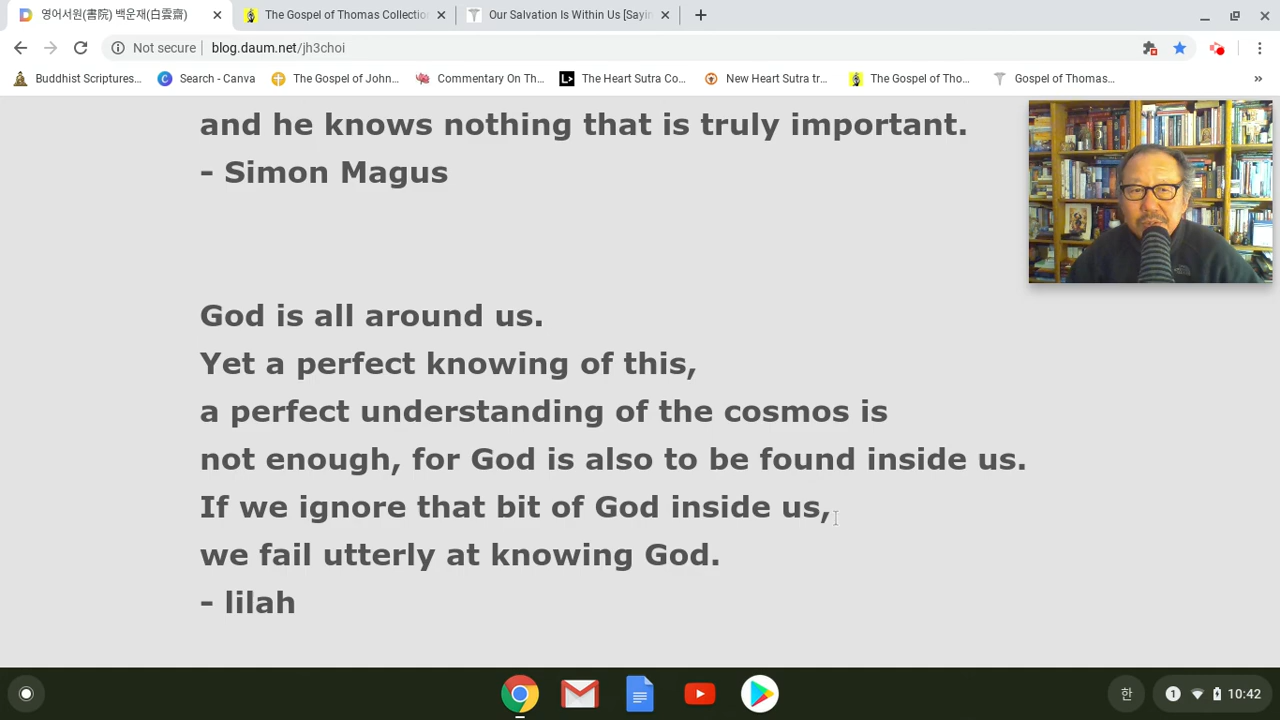 영어서원(書院) 백운재(白雲齋)
The Gospel of Thomas Collection
Our Salvation Is Within Us [Sayin
Not secure
blog.daum.net/jh3choi
Buddhist Scriptures...
Search - Canva
The Gospel of John...
Commentary On Th...
The Heart Sutra Co...
New Heart Sutra tr...
The Gospel of Tho...
Gospel of Thomas...
and he knows nothing that is truly important.
- Simon Magus
God is all around us.
Yet a perfect knowing of this,
a perfect understanding of the cosmos is
not enough, for God is also to be found inside us.
If we ignore that bit of God inside us,
we fail utterly at knowing God.
- lilah
한
1
10:42